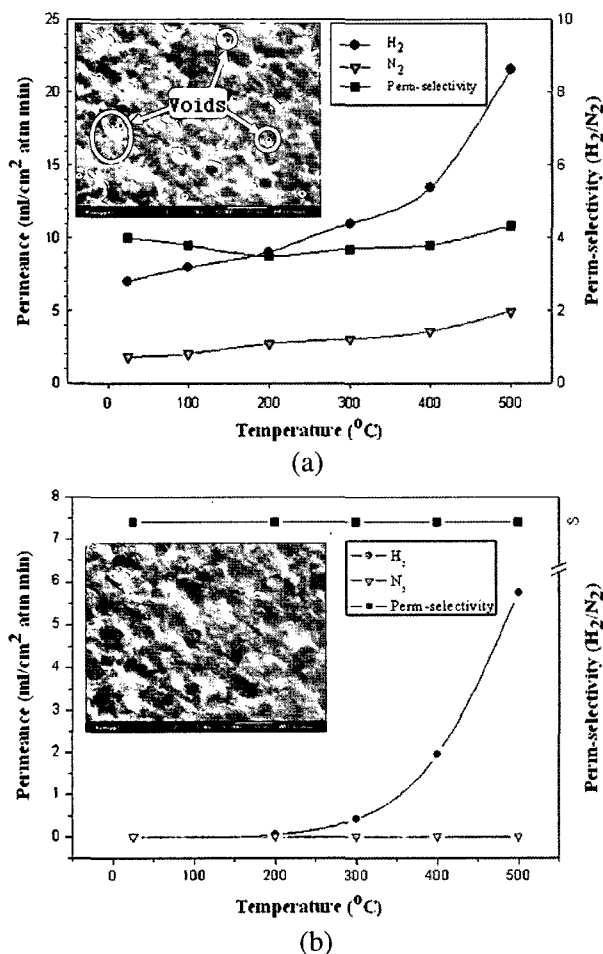 25
20
15
10
5
0
Permeance (ml/cm² atm min)
Voids
H₂
N₂
Perm-selectivity
10
8
6
4
2
0
Perm-selectivity (H₂/N₂)
0 100 200 300 400 500
Temperature (⁰C)
(a)
8
7
6
5
4
3
2
1
0
Permeance (ml/cm² atm min)
H₂
N₂
Perm-selectivity
Perm-selectivity (H₂/N₂)
0 100 200 300 400 500
Temperature (⁰C)
(b)